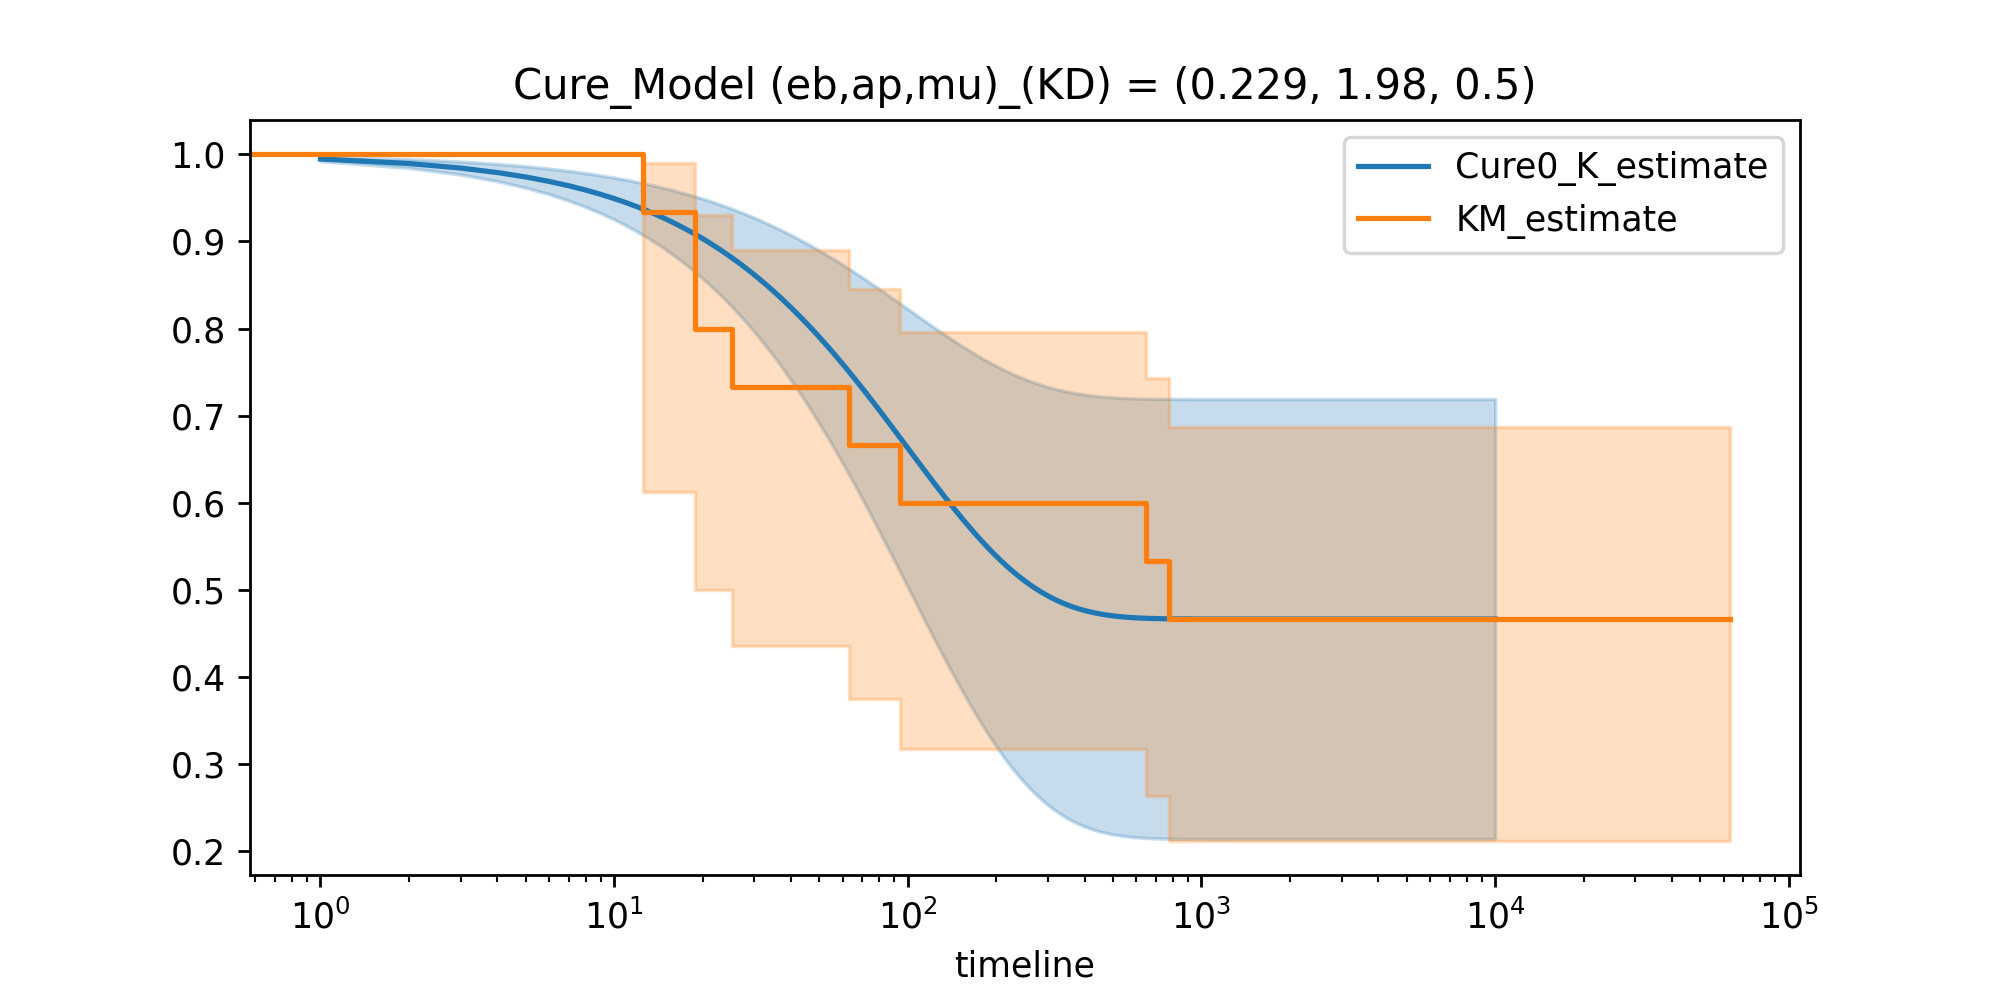 Cure_Model (eb,ap,mu)_(KD) = (0.229, 1.98, 0.5)
Cure0_K_estimate
KM_estimate
1.0
0.9
0.8
0.7
0.6
0.5
0.4
0.3
0.2
10⁰ 10¹ 10² 10³ 10⁴ 10⁵
timeline